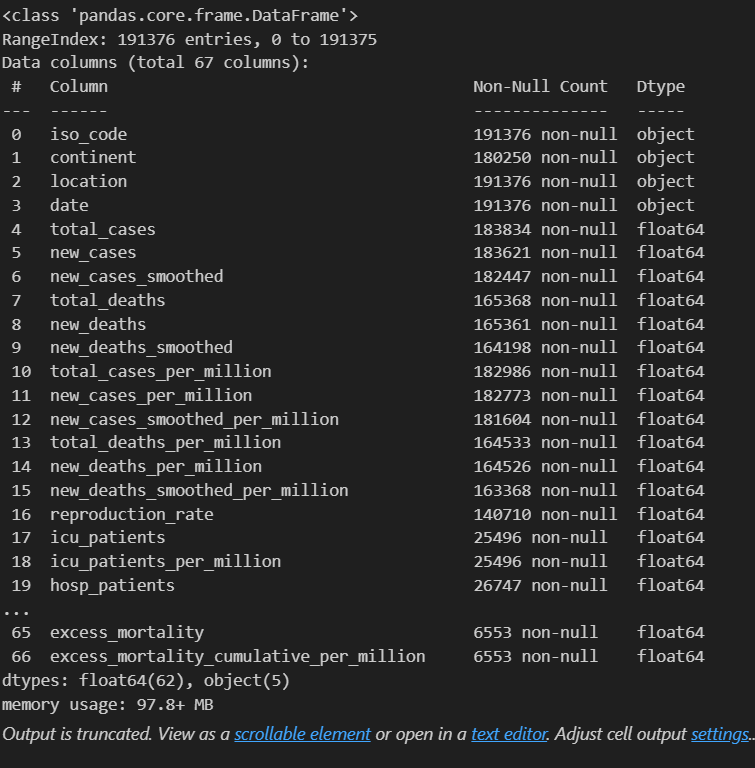 <class 'pandas.core.frame.DataFrame'>
RangeIndex: 191376 entries, 0 to 191375
Data columns (total 67 columns):
 #   Column                                      Non-Null Count   Dtype
---  ------                                      --------------   -----
 0   iso_code                                    191376 non-null  object
 1   continent                                   180250 non-null  object
 2   location                                    191376 non-null  object
 3   date                                        191376 non-null  object
 4   total_cases                                 183834 non-null  float64
 5   new_cases                                   183621 non-null  float64
 6   new_cases_smoothed                          182447 non-null  float64
 7   total_deaths                                165368 non-null  float64
 8   new_deaths                                  165361 non-null  float64
 9   new_deaths_smoothed                         164198 non-null  float64
 10  total_cases_per_million                     182986 non-null  float64
 11  new_cases_per_million                       182773 non-null  float64
 12  new_cases_smoothed_per_million              181604 non-null  float64
 13  total_deaths_per_million                    164533 non-null  float64
 14  new_deaths_per_million                      164526 non-null  float64
 15  new_deaths_smoothed_per_million             163368 non-null  float64
 16  reproduction_rate                           140710 non-null  float64
 17  icu_patients                                25496 non-null   float64
 18  icu_patients_per_million                    25496 non-null   float64
 19  hosp_patients                               26747 non-null   float64
...
 65  excess_mortality                            6553 non-null    float64
 66  excess_mortality_cumulative_per_million     6553 non-null    float64
dtypes: float64(62), object(5)
memory usage: 97.8+ MB
Output is truncated. View as a scrollable element or open in a text editor. Adjust cell output settings..